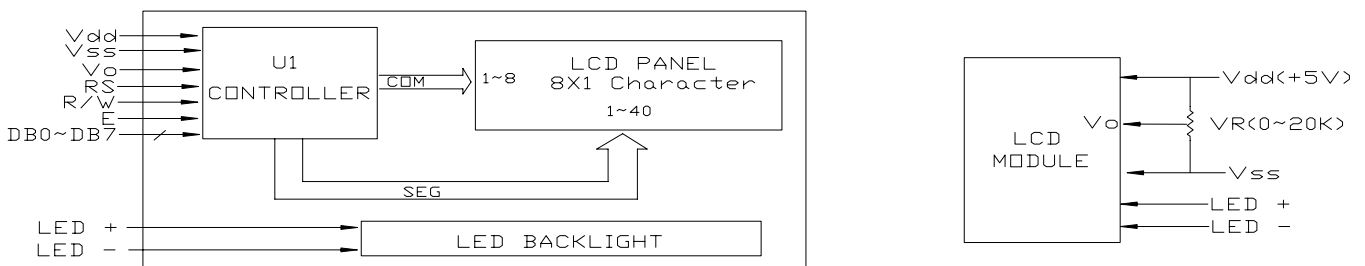 Vdd
Vss
Vo
RS
R/W
E
DB0~DB7
U1
CONTROLLER
COM
1~8
LCD PANEL
8X1 Character
1~40
SEG
LED +
LED -
LED BACKLIGHT
LCD
MODULE
Vo
Vdd(+5V)
VR(0~20K)
Vss
LED +
LED -